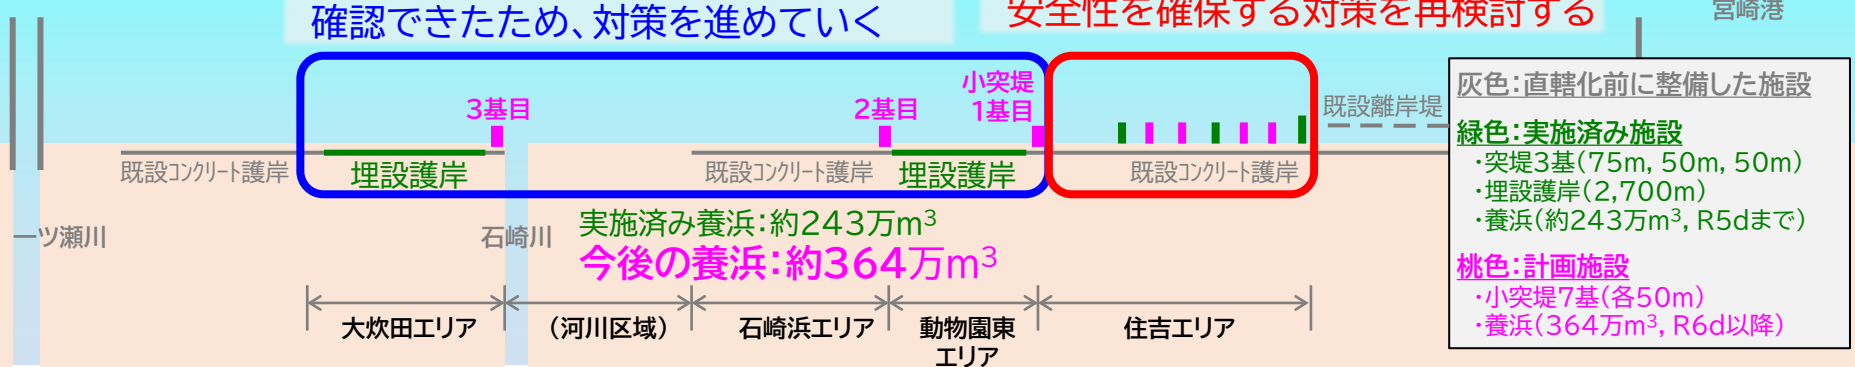 確認できたため、対策を進めていく
安全性を確保する対策を再検討する
宮崎港
小突堤
1基目
2基目
3基目
既設離岸堤
既設コンクリート護岸
埋設護岸
既設コンクリート護岸
埋設護岸
既設コンクリート護岸
一ツ瀬川
石崎川
実施済み養浜：約243万m³
今後の養浜：約364万m³
大炊田エリア
（河川区域）
石崎浜エリア
動物園東
エリア
住吉エリア
灰色：直轄化前に整備した施設
緑色：実施済み施設
・突堤3基（75m, 50m, 50m）
・埋設護岸（2,700m）
・養浜（約243万m³, R5dまで）
桃色：計画施設
・小突堤7基（各50m）
・養浜（364万m³, R6d以降）